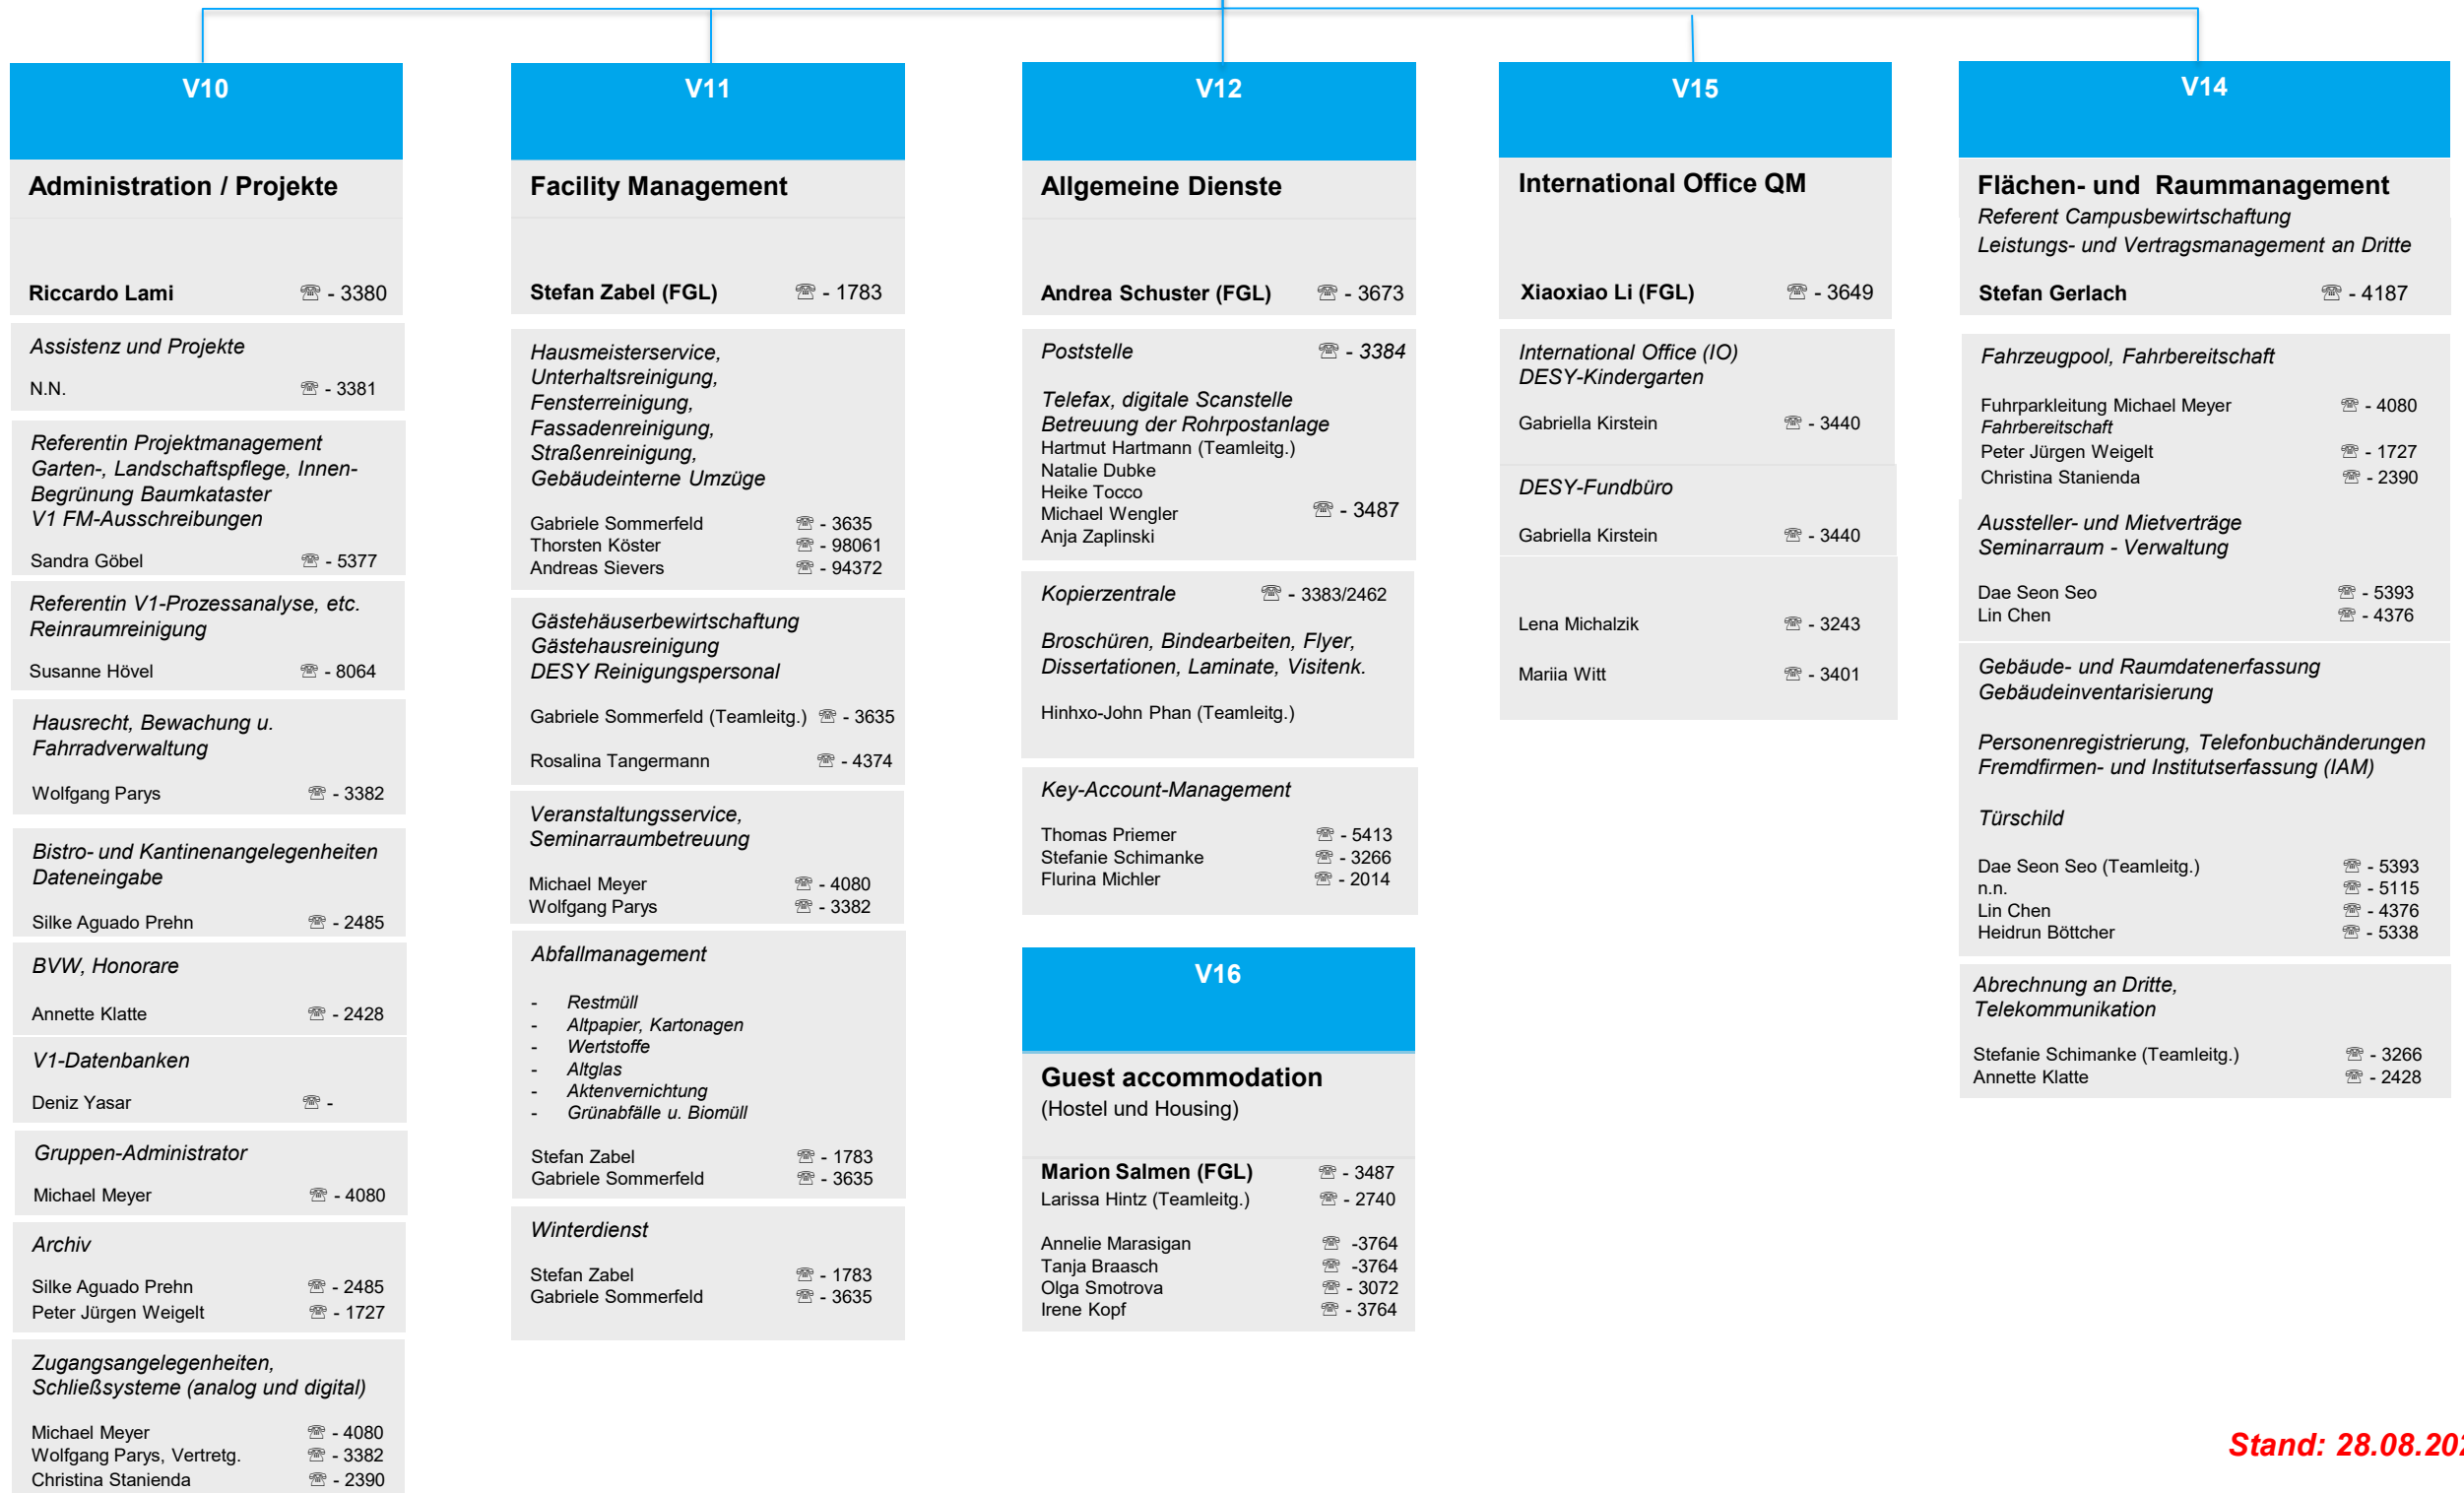 V10
Administration / Projekte
Riccardo Lami ☏ - 3380
Assistenz und Projekte
N.N. ☏ - 3381
Referentin Projektmanagement
Garten-, Landschaftspflege, Innen-
Begrünung Baumkataster
V1 FM-Ausschreibungen
Sandra Göbel ☏ - 5377
Referentin V1-Prozessanalyse, etc.
Reinraumreinigung
Susanne Hövel ☏ - 8064
Hausrecht, Bewachung u.
Fahrradverwaltung
Wolfgang Parys ☏ - 3382
Bistro- und Kantinenangelegenheiten
Dateneingabe
Silke Aguado Prehn ☏ - 2485
BVW, Honorare
Annette Klatte ☏ - 2428
V1-Datenbanken
Deniz Yasar ☏ -
Gruppen-Administrator
Michael Meyer ☏ - 4080
Archiv
Silke Aguado Prehn ☏ - 2485
Peter Jürgen Weigelt ☏ - 1727
Zugangsangelegenheiten,
Schließsysteme (analog und digital)
Michael Meyer ☏ - 4080
Wolfgang Parys, Vertretg. ☏ - 3382
Christina Stanienda ☏ - 2390
V11
Facility Management
Stefan Zabel (FGL) ☏ - 1783
Hausmeisterservice,
Unterhaltsreinigung,
Fensterreinigung,
Fassadenreinigung,
Straßenreinigung,
Gebäudeinterne Umzüge
Gabriele Sommerfeld ☏ - 3635
Thorsten Köster ☏ - 98061
Andreas Sievers ☏ - 94372
Gästehäuserbewirtschaftung
Gästehausreinigung
DESY Reinigungspersonal
Gabriele Sommerfeld (Teamleitg.) ☏ - 3635
Rosalina Tangermann ☏ - 4374
Veranstaltungsservice,
Seminarraumbetreuung
Michael Meyer ☏ - 4080
Wolfgang Parys ☏ - 3382
Abfallmanagement
- Restmüll
- Altpapier, Kartonagen
- Wertstoffe
- Altglas
- Aktenvernichtung
- Grünabfälle u. Biomüll
Stefan Zabel ☏ - 1783
Gabriele Sommerfeld ☏ - 3635
Winterdienst
Stefan Zabel ☏ - 1783
Gabriele Sommerfeld ☏ - 3635
V12
Allgemeine Dienste
Andrea Schuster (FGL) ☏ - 3673
Poststelle ☏ - 3384
Telefax, digitale Scanstelle
Betreuung der Rohrpostanlage
Hartmut Hartmann (Teamleitg.)
Natalie Dubke
Heike Tocco
Michael Wengler ☏ - 3487
Anja Zaplinski
Kopierzentrale ☏ - 3383/2462
Broschüren, Bindearbeiten, Flyer,
Dissertationen, Laminate, Visitenk.
Hinhxo-John Phan (Teamleitg.)
Key-Account-Management
Thomas Priemer ☏ - 5413
Stefanie Schimanke ☏ - 3266
Flurina Michler ☏ - 2014
V16
Guest accommodation
(Hostel und Housing)
Marion Salmen (FGL) ☏ - 3487
Larissa Hintz (Teamleitg.) ☏ - 2740
Annelie Marasigan ☏ -3764
Tanja Braasch ☏ -3764
Olga Smotrova ☏ - 3072
Irene Kopf ☏ - 3764
V15
International Office QM
Xiaoxiao Li (FGL) ☏ - 3649
International Office (IO)
DESY-Kindergarten
Gabriella Kirstein ☏ - 3440
DESY-Fundbüro
Gabriella Kirstein ☏ - 3440
Lena Michalzik ☏ - 3243
Mariia Witt ☏ - 3401
V14
Flächen- und Raummanagement
Referent Campusbewirtschaftung
Leistungs- und Vertragsmanagement an Dritte
Stefan Gerlach ☏ - 4187
Fahrzeugpool, Fahrbereitschaft
Fuhrparkleitung Michael Meyer ☏ - 4080
Fahrbereitschaft
Peter Jürgen Weigelt ☏ - 1727
Christina Stanienda ☏ - 2390
Aussteller- und Mietverträge
Seminarraum - Verwaltung
Dae Seon Seo ☏ - 5393
Lin Chen ☏ - 4376
Gebäude- und Raumdatenerfassung
Gebäudeinventarisierung
Personenregistrierung, Telefonbuchänderungen
Fremdfirmen- und Institutserfassung (IAM)
Türschild
Dae Seon Seo (Teamleitg.) ☏ - 5393
n.n. ☏ - 5115
Lin Chen ☏ - 4376
Heidrun Böttcher ☏ - 5338
Abrechnung an Dritte,
Telekommunikation
Stefanie Schimanke (Teamleitg.) ☏ - 3266
Annette Klatte ☏ - 2428
Stand: 28.08.202